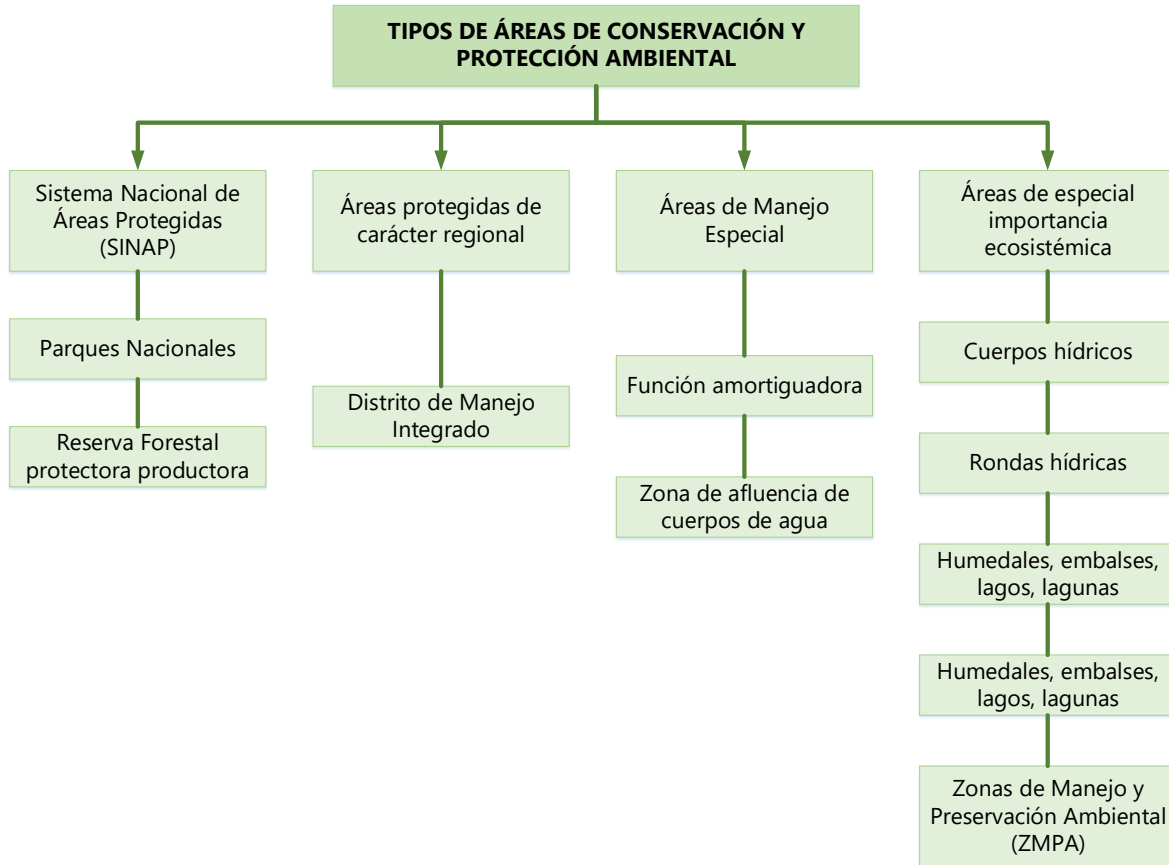 TIPOS DE ÁREAS DE CONSERVACIÓN Y
PROTECCIÓN AMBIENTAL
Sistema Nacional de
Áreas Protegidas
(SINAP)
Parques Nacionales
Reserva Forestal
protectora productora
Áreas protegidas de
carácter regional
Distrito de Manejo
Integrado
Áreas de Manejo
Especial
Función amortiguadora
Zona de afluencia de
cuerpos de agua
Áreas de especial
importancia
ecosistémica
Cuerpos hídricos
Rondas hídricas
Humedales, embalses,
lagos, lagunas
Humedales, embalses,
lagos, lagunas
Zonas de Manejo y
Preservación Ambiental
(ZMPA)